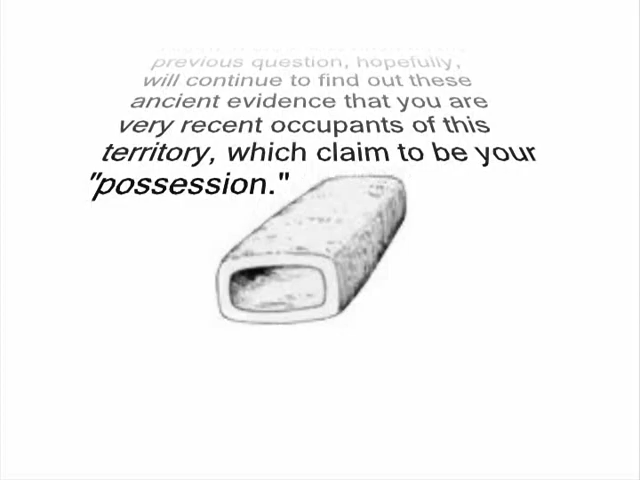 previous question, hopefully,
will continue to find out these
ancient evidence that you are
very recent occupants of this
territory, which claim to be your
"possession."